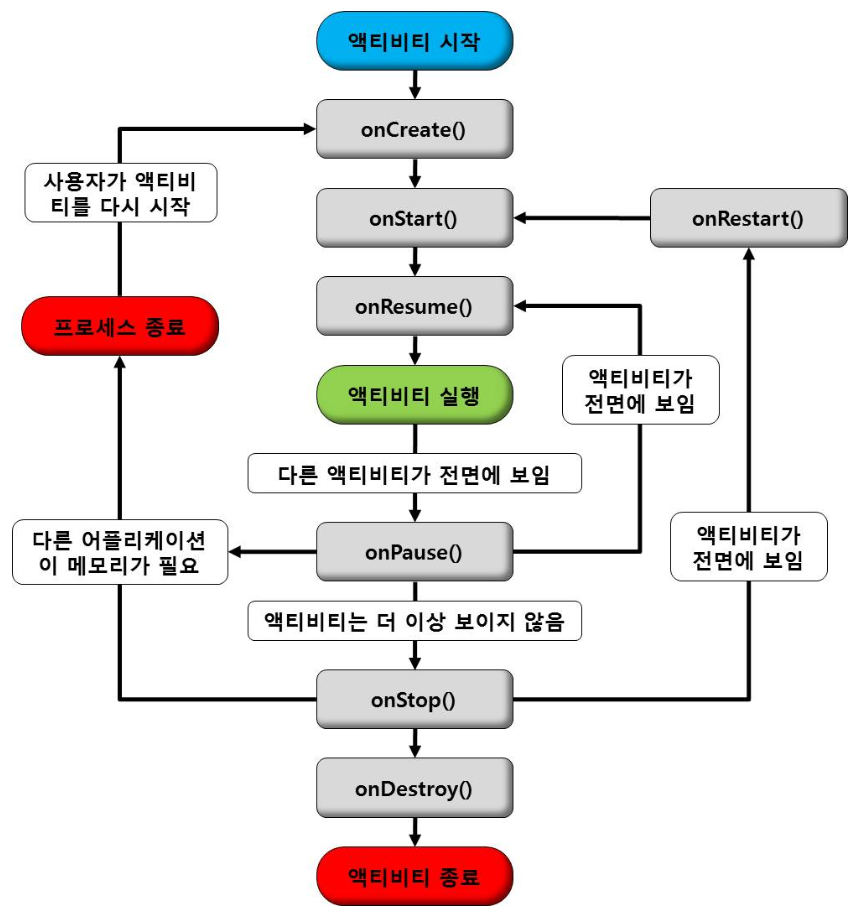 액티비티 시작
onCreate()
사용자가 액티비
티를 다시 시작
onStart()
onRestart()
onResume()
프로세스 종료
액티비티 실행
액티비티가
전면에 보임
다른 액티비티가 전면에 보임
다른 어플리케이션
이 메모리가 필요
onPause()
액티비티가
전면에 보임
액티비티는 더 이상 보이지 않음
onStop()
onDestroy()
액티비티 종료